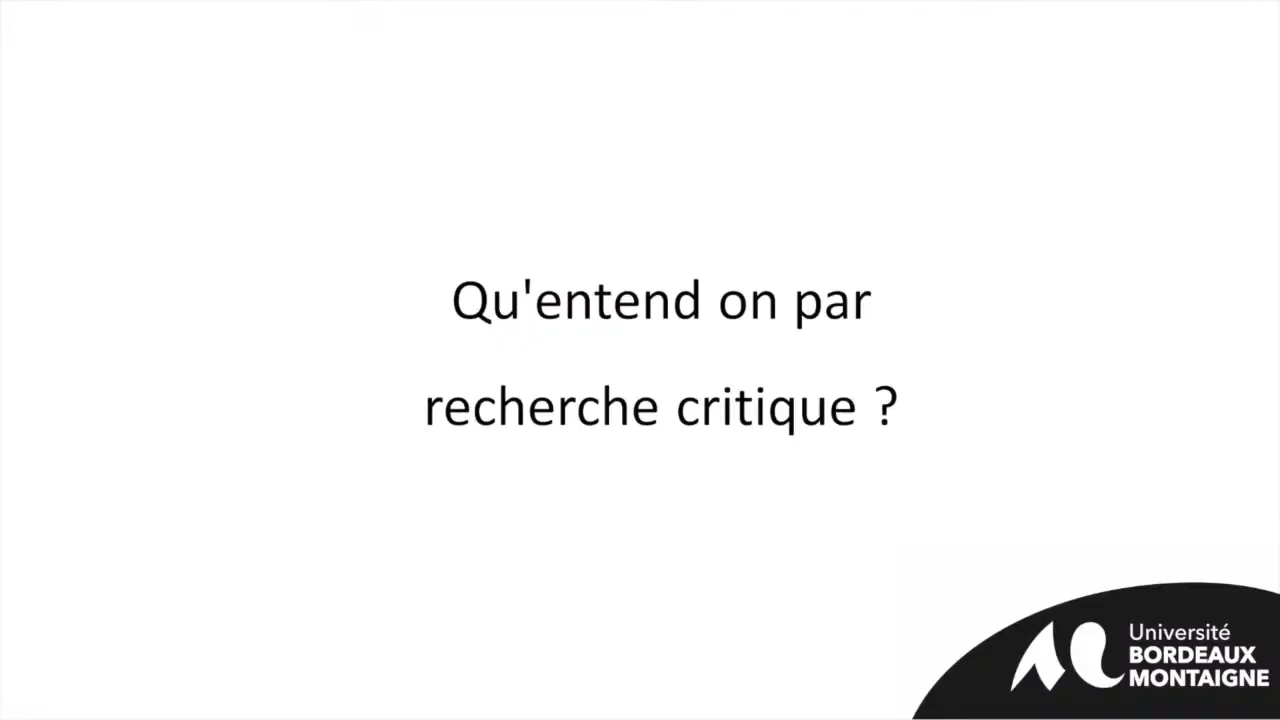 Qu'entend on par
recherche critique ?
Université
BORDEAUX
MONTAIGNE